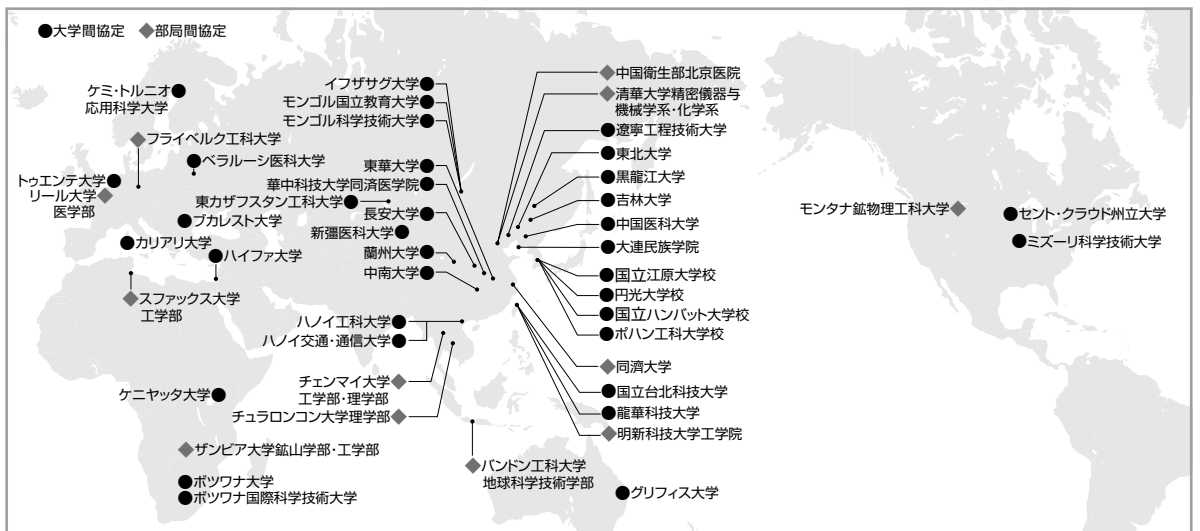 ●大学間協定 ◆部局間協定
ケミ・トルニオ●
応用科学大学
◆フライベルク工科大学
●ベラルーシ医科大学
トゥエンテ大学●
リール大学◆
医学部
●ブカレスト大学
●カリアリ大学
●ハイファ大学
◆スファックス大学
工学部
ケニヤッタ大学●
◆ザンビア大学鉱山学部・工学部
●ボツワナ大学
●ボツワナ国際科学技術大学
イフザサグ大学●
モンゴル国立教育大学●
モンゴル科学技術大学●
東華大学●
華中科技大学同済医学院●
東カザフスタン工科大学●
長安大学●
新疆医科大学●
蘭州大学●
中南大学●
ハノイ工科大学●
ハノイ交通・通信大学●
チェンマイ大学◆
工学部・理学部
チュラロンコン大学理学部◆
◆バンドン工科大学
地球科学技術学部
◆中国衛生部北京医院
◆清華大学精密儀器与
機械学系・化学系
●遼寧工程技術大学
●東北大学
●黒龍江大学
●吉林大学
●中国医科大学
●大連民族学院
●国立江原大学校
●円光大学校
●国立ハンバット大学校
●ポハン工科大学校
◆同濟大学
●国立台北科技大学
●龍華科技大学
◆明新科技大学工学院
●グリフィス大学
モンタナ鉱物理工科大学◆
●セント・クラウド州立大学
●ミズーリ科学技術大学